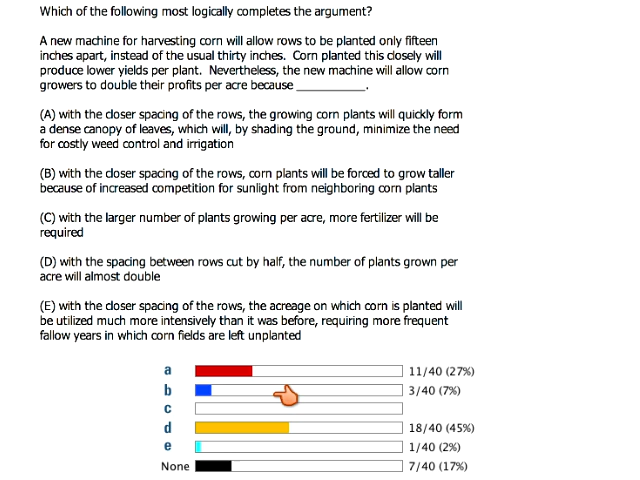 Which of the following most logically completes the argument?
A new machine for harvesting corn will allow rows to be planted only fifteen
inches apart, instead of the usual thirty inches. Corn planted this closely will
produce lower yields per plant. Nevertheless, the new machine will allow corn
growers to double their profits per acre because ____________.
(A) with the closer spacing of the rows, the growing corn plants will quickly form
a dense canopy of leaves, which will, by shading the ground, minimize the need
for costly weed control and irrigation
(B) with the closer spacing of the rows, corn plants will be forced to grow taller
because of increased competition for sunlight from neighboring corn plants
(C) with the larger number of plants growing per acre, more fertilizer will be
required
(D) with the spacing between rows cut by half, the number of plants grown per
acre will almost double
(E) with the closer spacing of the rows, the acreage on which corn is planted will
be utilized much more intensively than it was before, requiring more frequent
fallow years in which corn fields are left unplanted
a 11/40 (27%)
b 3/40 (7%)
c
d 18/40 (45%)
e 1/40 (2%)
None 7/40 (17%)